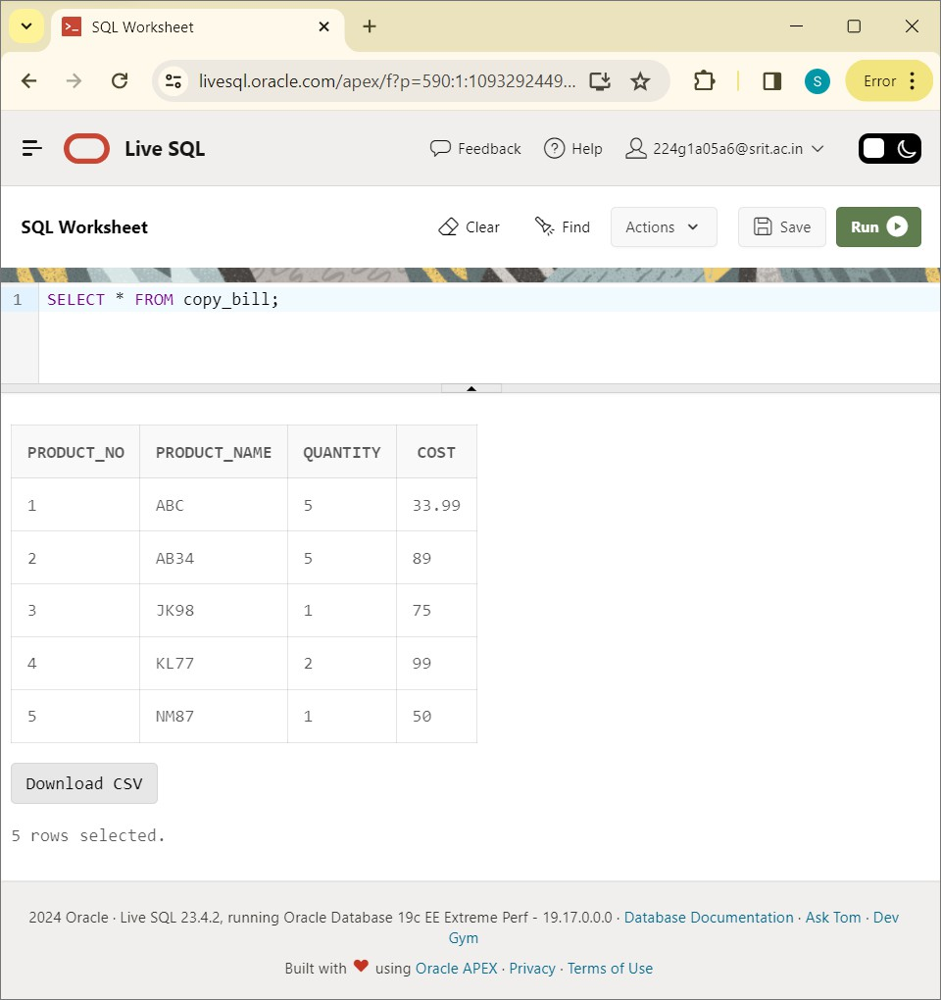 SQL Worksheet
livesql.oracle.com/apex/f?p=590:1:1093292449...
S
Error
Live SQL
Feedback
Help
224g1a05a6@srit.ac.in
SQL Worksheet
Clear
Find
Actions
Save
Run
1 SELECT * FROM copy_bill;
PRODUCT_NO PRODUCT_NAME QUANTITY COST
1 ABC 5 33.99
2 AB34 5 89
3 JK98 1 75
4 KL77 2 99
5 NM87 1 50
Download CSV
5 rows selected.
2024 Oracle · Live SQL 23.4.2, running Oracle Database 19c EE Extreme Perf - 19.17.0.0.0 · Database Documentation · Ask Tom · Dev
Gym
Built with ❤ using Oracle APEX · Privacy · Terms of Use